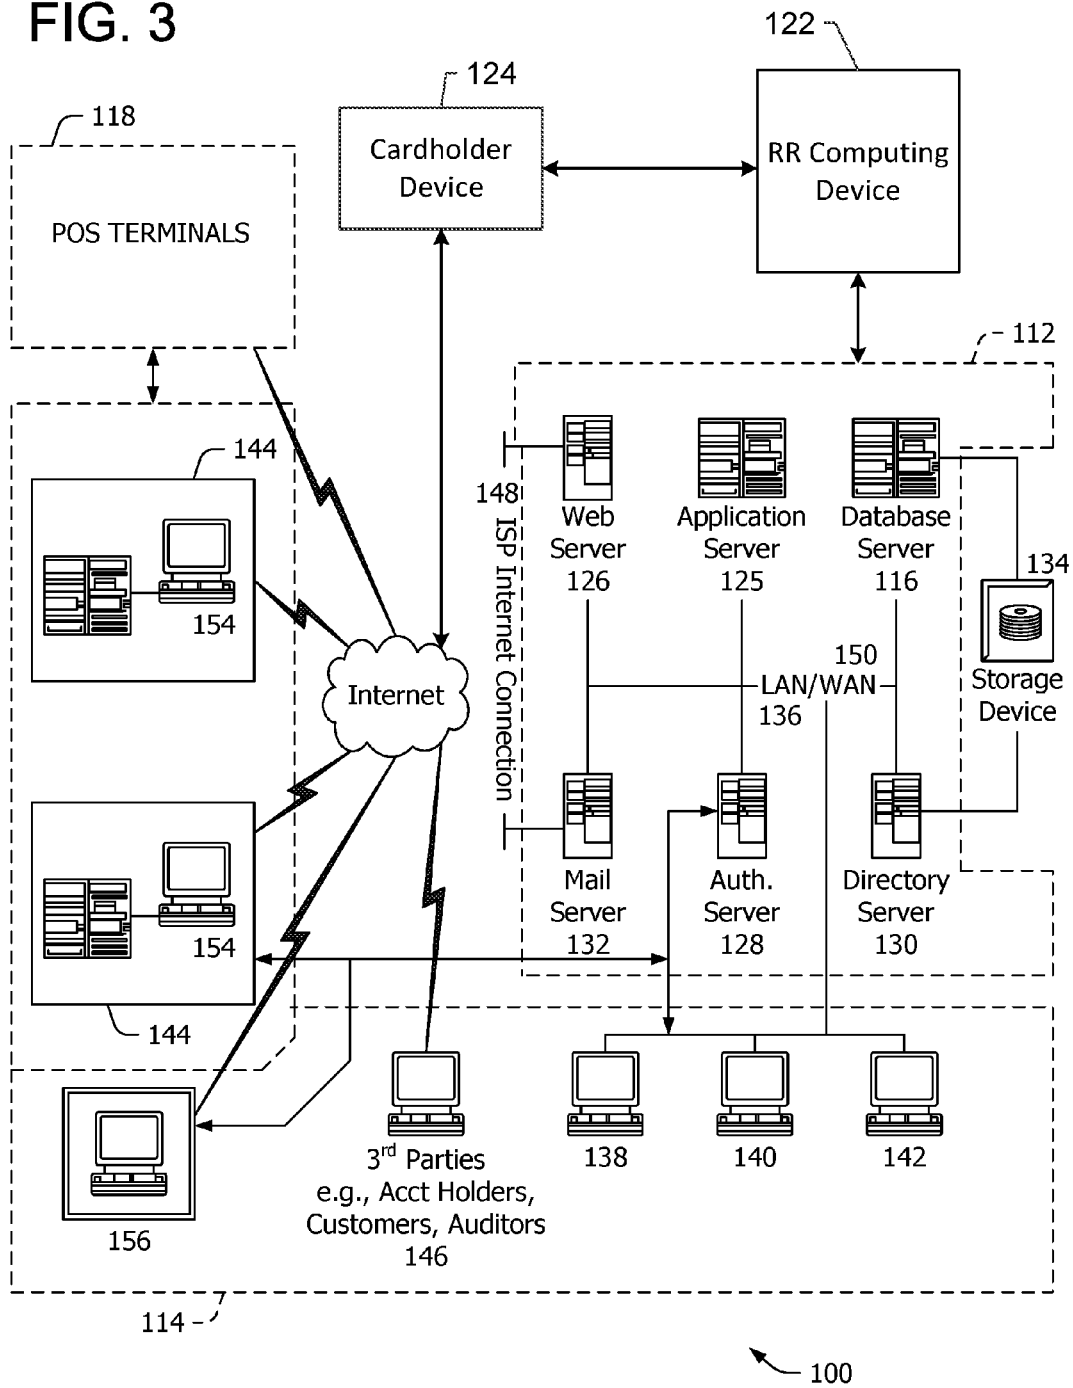 FIG. 3
122
124
118
Cardholder
Device
RR Computing
Device
POS TERMINALS
112
144
148
ISP Internet Connection
Web
Server
126
Application
Server
125
Database
Server
116
134
Storage
Device
154
Internet
150
LAN/WAN
136
154
144
Mail
Server
132
Auth.
Server
128
Directory
Server
130
156
3rd Parties
e.g., Acct Holders,
Customers, Auditors
146
138
140
142
114
100